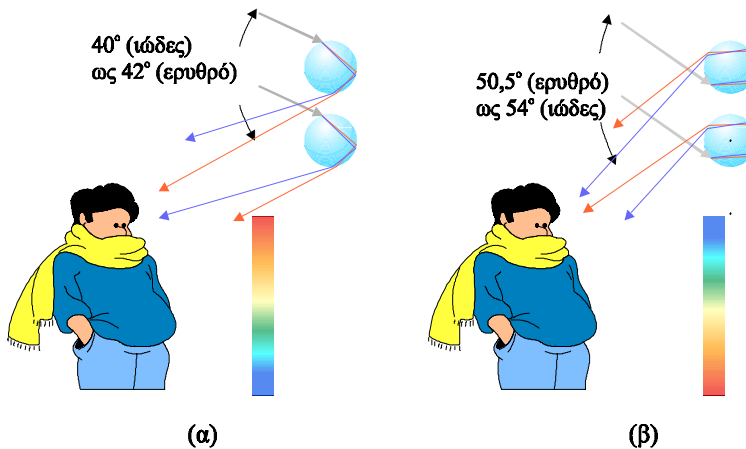 40° (ιώδες)
ως 42° (ερυθρό)
50,5° (ερυθρό)
ως 54° (ιώδες)
(α)
(β)